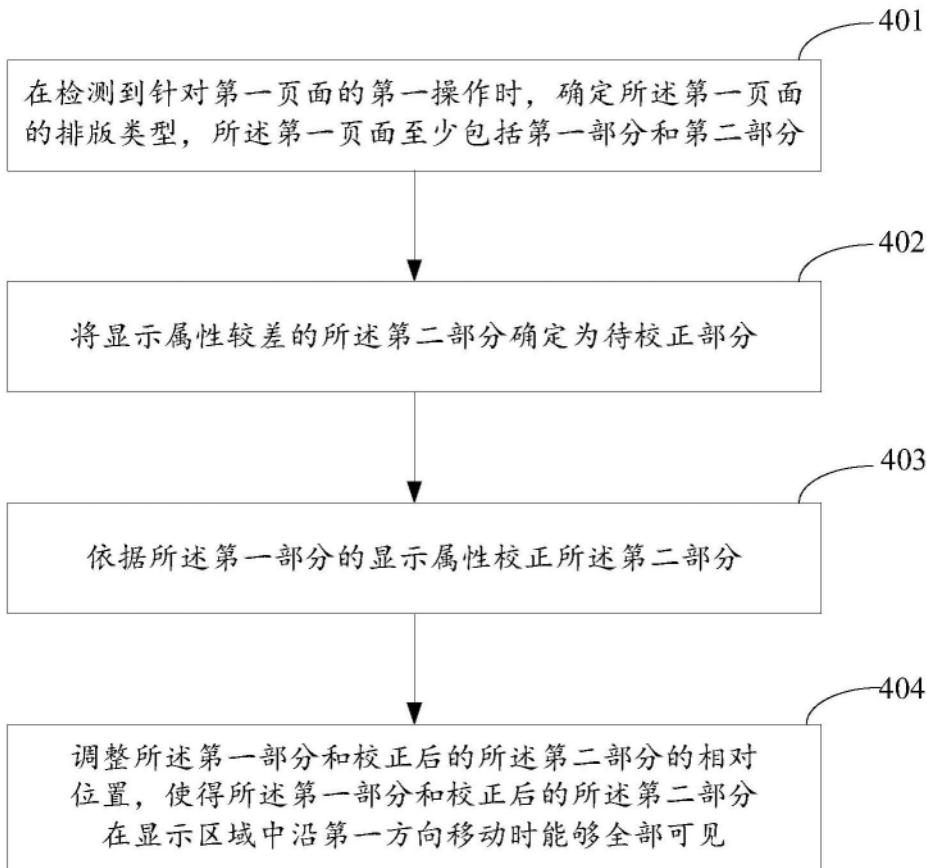 401
在检测到针对第一页面的第一操作时，确定所述第一页面
的排版类型，所述第一页面至少包括第一部分和第二部分
402
将显示属性较差的所述第二部分确定为待校正部分
403
依据所述第一部分的显示属性校正所述第二部分
404
调整所述第一部分和校正后的所述第二部分的相对
位置，使得所述第一部分和校正后的所述第二部分
在显示区域中沿第一方向移动时能够全部可见